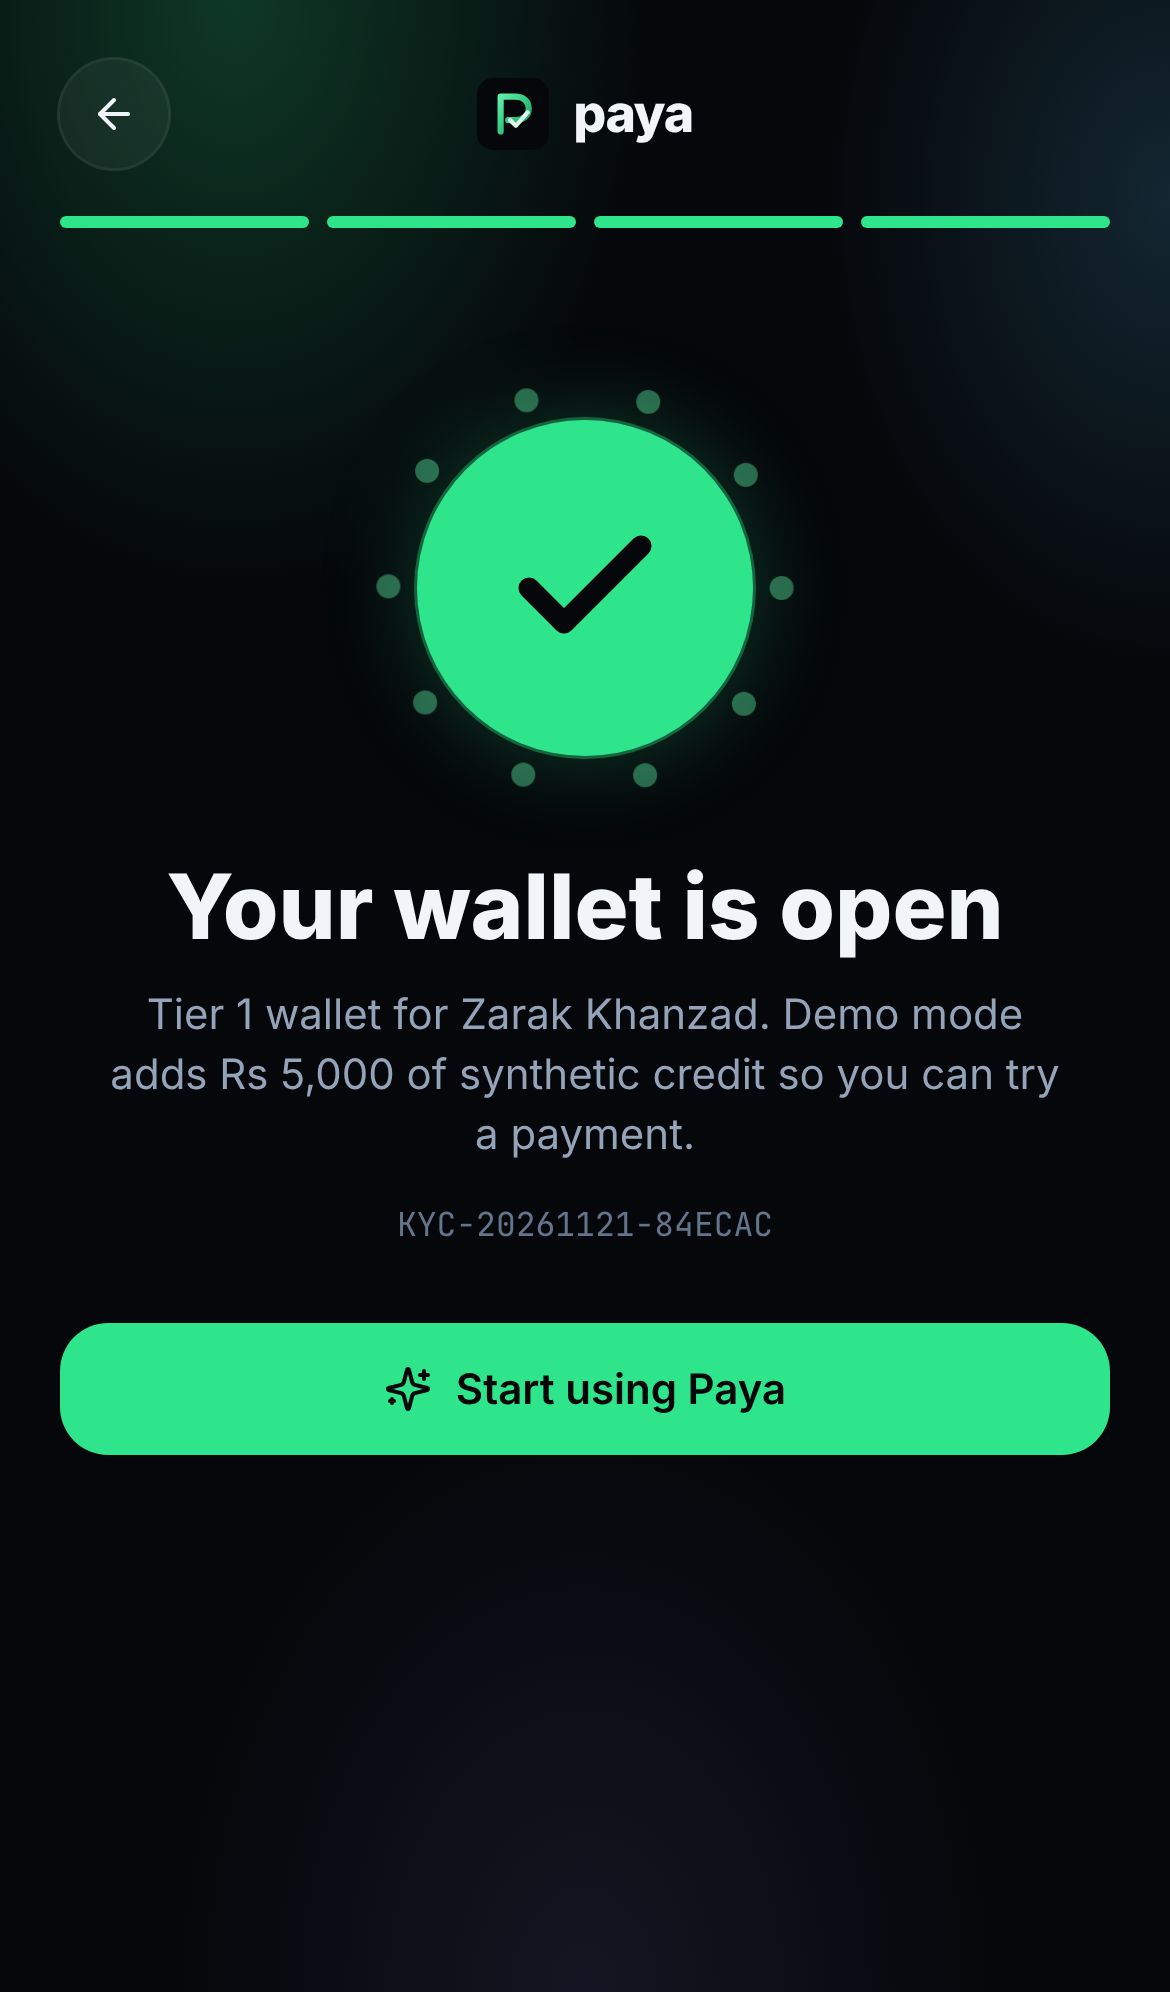 paya
Your wallet is open
Tier 1 wallet for Zarak Khanzad. Demo mode
adds Rs 5,000 of synthetic credit so you can try
a payment.
KYC-20261121-84ECAC
Start using Paya